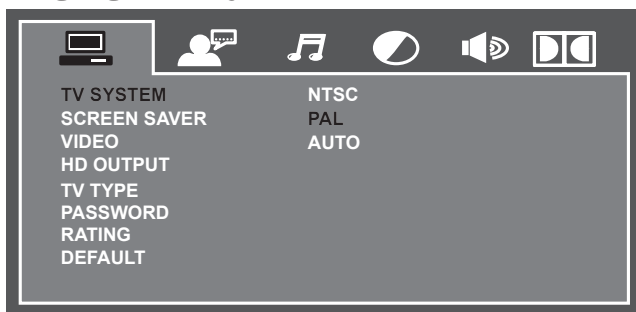 TV SYSTEM NTSC
SCREEN SAVER PAL
VIDEO AUTO
HD OUTPUT
TV TYPE
PASSWORD
RATING
DEFAULT